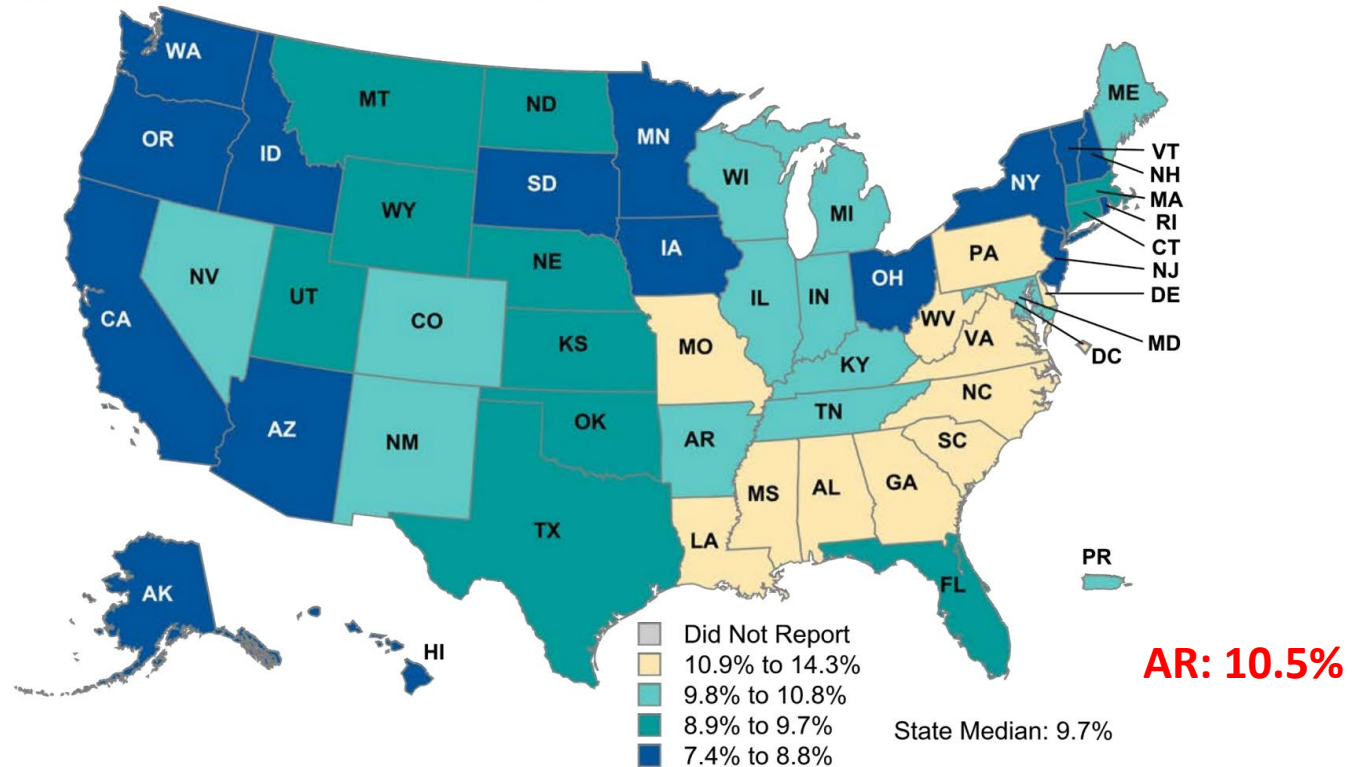 WA
MT
ND
MN
ME
OR
ID
SD
WI
MI
NY
VT
NH
MA
RI
CT
NJ
DE
MD
DC
WY
IA
PA
NV
UT
NE
IL
IN
OH
CA
CO
KS
MO
WV
VA
KY
AZ
NM
OK
AR
TN
NC
SC
TX
MS
AL
GA
LA
FL
PR
AK
HI
Did Not Report
10.9% to 14.3%
9.8% to 10.8%
8.9% to 9.7%
7.4% to 8.8%
State Median: 9.7%
AR: 10.5%